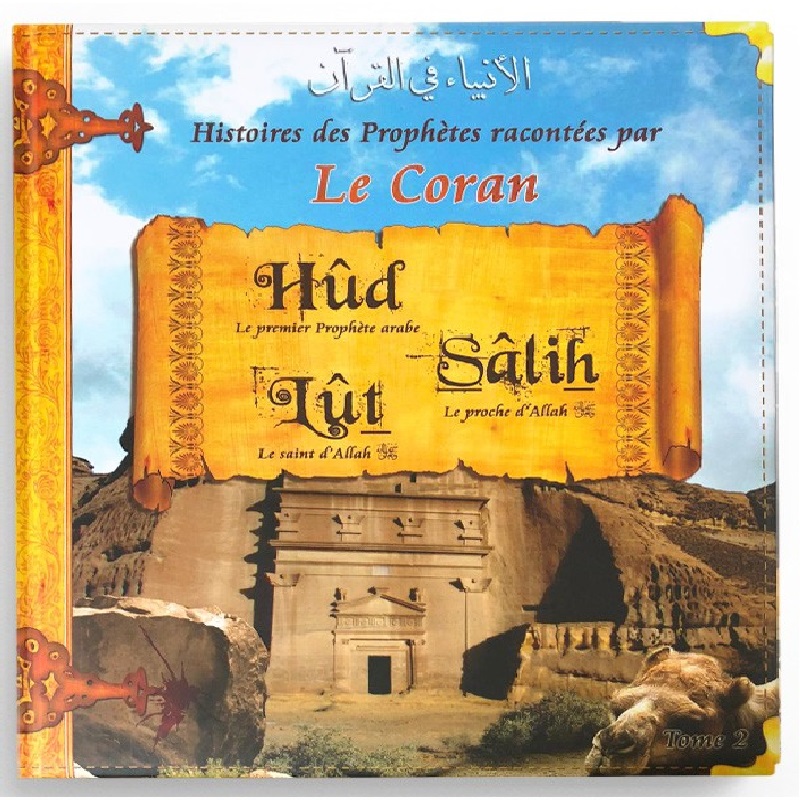 الأنبياء في القرآن
Histoires des Prophètes racontées par
Le Coran
Hûd
Le premier Prophète arabe
Sâlih
Le proche d'Allah ﷻ
Lût
Le saint d'Allah ﷻ
Tome 2